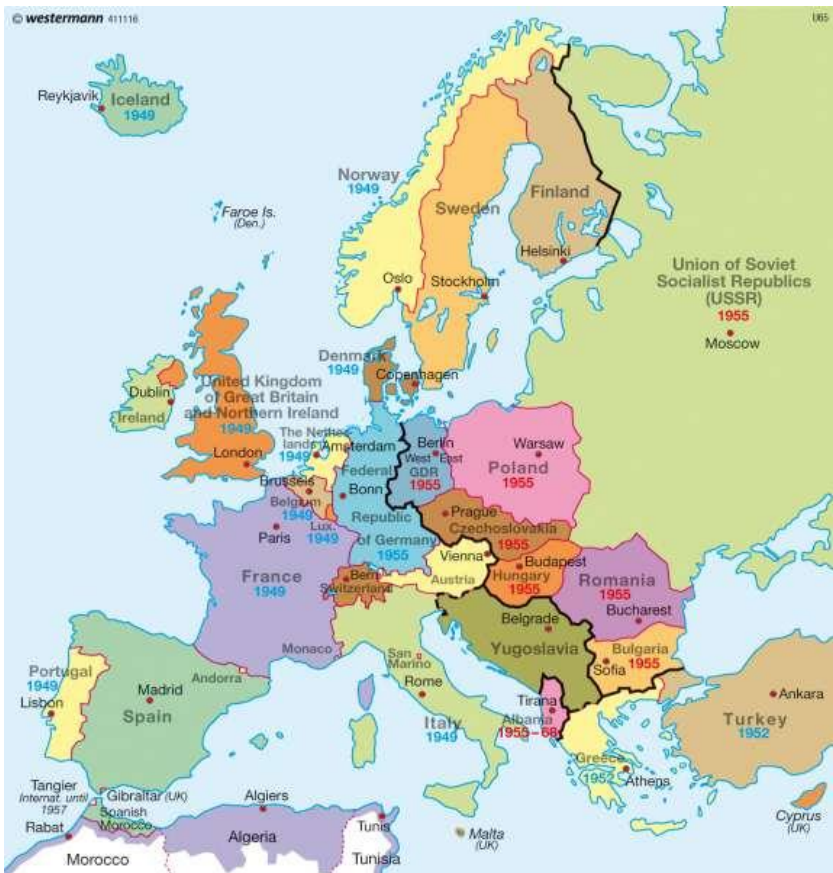 © westermann 411116
U65
Reykjavik
Iceland
1949
Norway
1949
Faroe Is.
(Den.)
Sweden
Finland
Helsinki
Oslo
Stockholm
Union of Soviet
Socialist Republics
(USSR)
1955
Moscow
Denmark
1949
Copenhagen
United Kingdom
of Great Britain
and Northern Ireland
1949
Dublin
Ireland
London
The Nether-
lands
1949
Amsterdam
Brussels
Belgium
1949
Lux.
1949
Federal
Republic
of Germany
1955
Bonn
Berlin
West East
GDR
1955
Warsaw
Poland
1955
Prague
Czechoslovakia
1955
Paris
France
1949
Bern
Switzerland
Vienna
Austria
Budapest
Hungary
1955
Romania
1955
Bucharest
Belgrade
Yugoslavia
Bulgaria
1955
Sofia
Monaco
San
Marino
Andorra
Portugal
1949
Lisbon
Madrid
Spain
Rome
Italy
1949
Tirana
Albania
1955–68
Greece
1952
Athens
Ankara
Turkey
1952
Tangier
Internat. until
1957
Gibraltar (UK)
Spanish
Morocco
Rabat
Morocco
Algiers
Algeria
Tunis
Tunisia
Malta
(UK)
Cyprus
(UK)